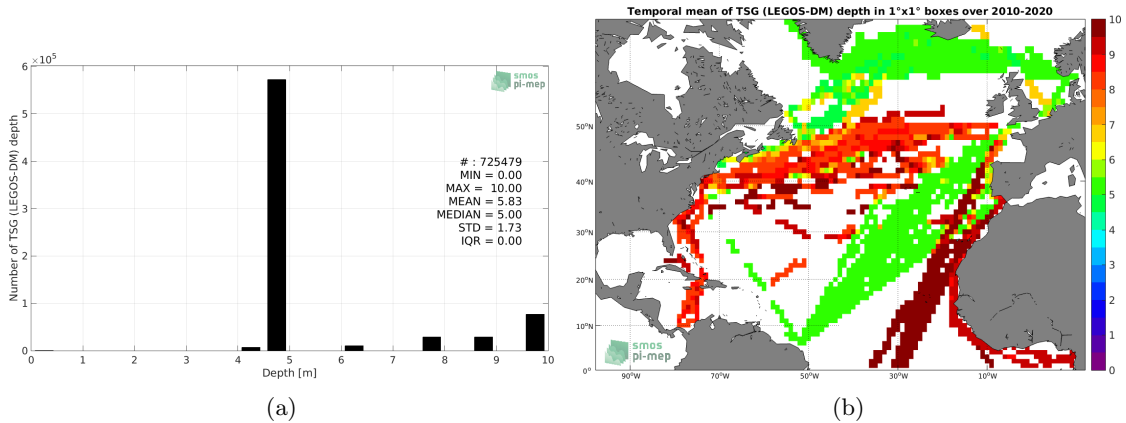 ×10⁵
6
5
4
3
2
1
0
Number of TSG (LEGOS-DM) depth
smos
pi-mep
# : 725479
MIN = 0.00
MAX = 10.00
MEAN = 5.83
MEDIAN = 5.00
STD = 1.73
IQR = 0.00
0 1 2 3 4 5 6 7 8 9 10
Depth [m]
(a)
Temporal mean of TSG (LEGOS-DM) depth in 1°x1° boxes over 2010-2020
50°N
40°N
30°N
20°N
10°N
0°
90°W 70°W 50°W 30°W 10°W
smos
pi-mep
10
9
8
7
6
5
4
3
2
1
0
(b)